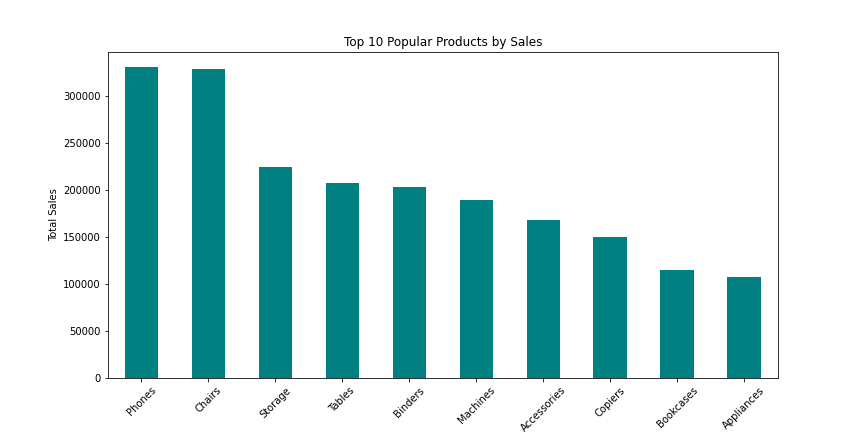 Top 10 Popular Products by Sales
300000
250000
200000
150000
100000
50000
0
Total Sales
Phones
Chairs
Storage
Tables
Binders
Machines
Accessories
Copiers
Bookcases
Appliances